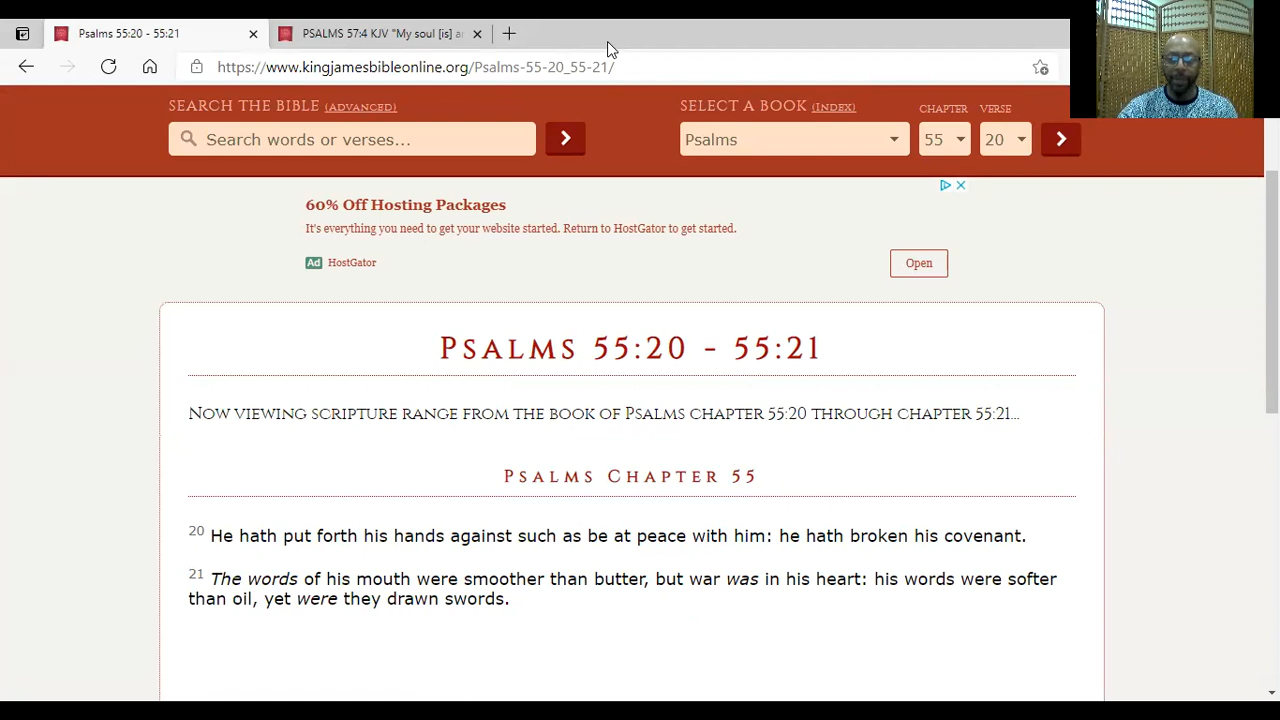 Psalms 55:20 - 55:21
PSALMS 57:4 KJV "My soul [is] a
https://www.kingjamesbibleonline.org/Psalms-55-20_55-21/
SEARCH THE BIBLE (ADVANCED)
SELECT A BOOK (INDEX)
CHAPTER
VERSE
Search words or verses...
Psalms
55
20
60% Off Hosting Packages
It's everything you need to get your website started. Return to HostGator to get started.
Ad HostGator
Open
PSALMS 55:20 - 55:21
NOW VIEWING SCRIPTURE RANGE FROM THE BOOK OF PSALMS CHAPTER 55:20 THROUGH CHAPTER 55:21...
PSALMS CHAPTER 55
20 He hath put forth his hands against such as be at peace with him: he hath broken his covenant.
21 The words of his mouth were smoother than butter, but war was in his heart: his words were softer
than oil, yet were they drawn swords.